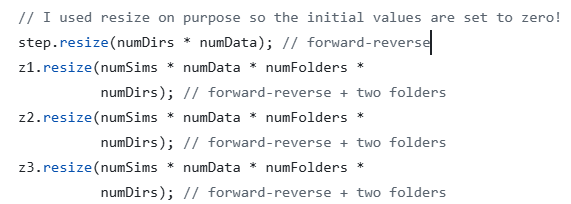 // I used resize on purpose so the initial values are set to zero!
step.resize(numDirs * numData); // forward-reverse
z1.resize(numSims * numData * numFolders *
numDirs); // forward-reverse + two folders
z2.resize(numSims * numData * numFolders *
numDirs); // forward-reverse + two folders
z3.resize(numSims * numData * numFolders *
numDirs); // forward-reverse + two folders